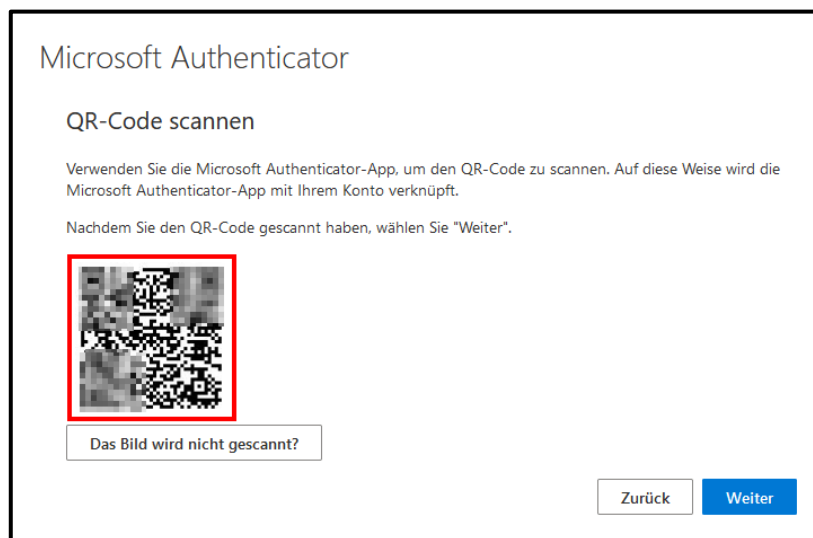 Microsoft Authenticator
QR-Code scannen
Verwenden Sie die Microsoft Authenticator-App, um den QR-Code zu scannen. Auf diese Weise wird die
Microsoft Authenticator-App mit Ihrem Konto verknüpft.
Nachdem Sie den QR-Code gescannt haben, wählen Sie "Weiter".
Das Bild wird nicht gescannt?
Zurück
Weiter